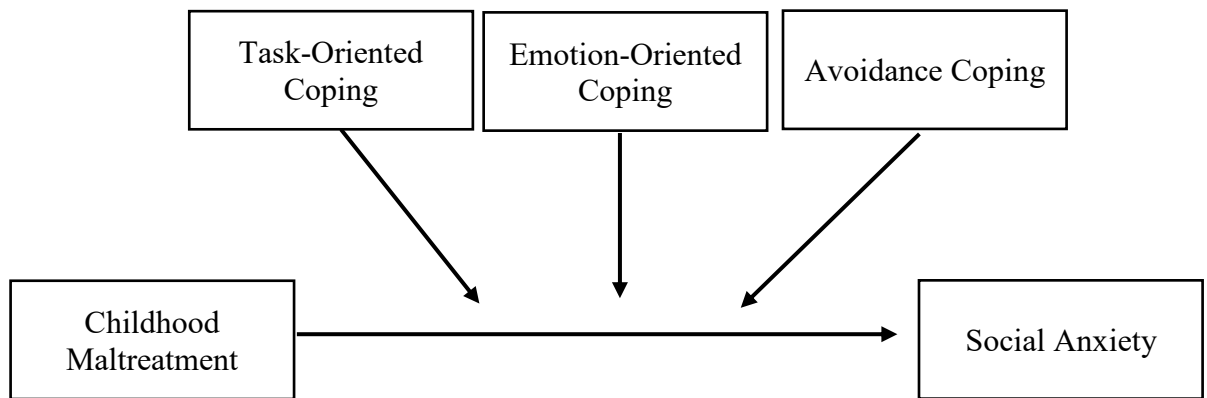 Task-Oriented
Coping
Emotion-Oriented
Coping
Avoidance Coping
Childhood
Maltreatment
Social Anxiety